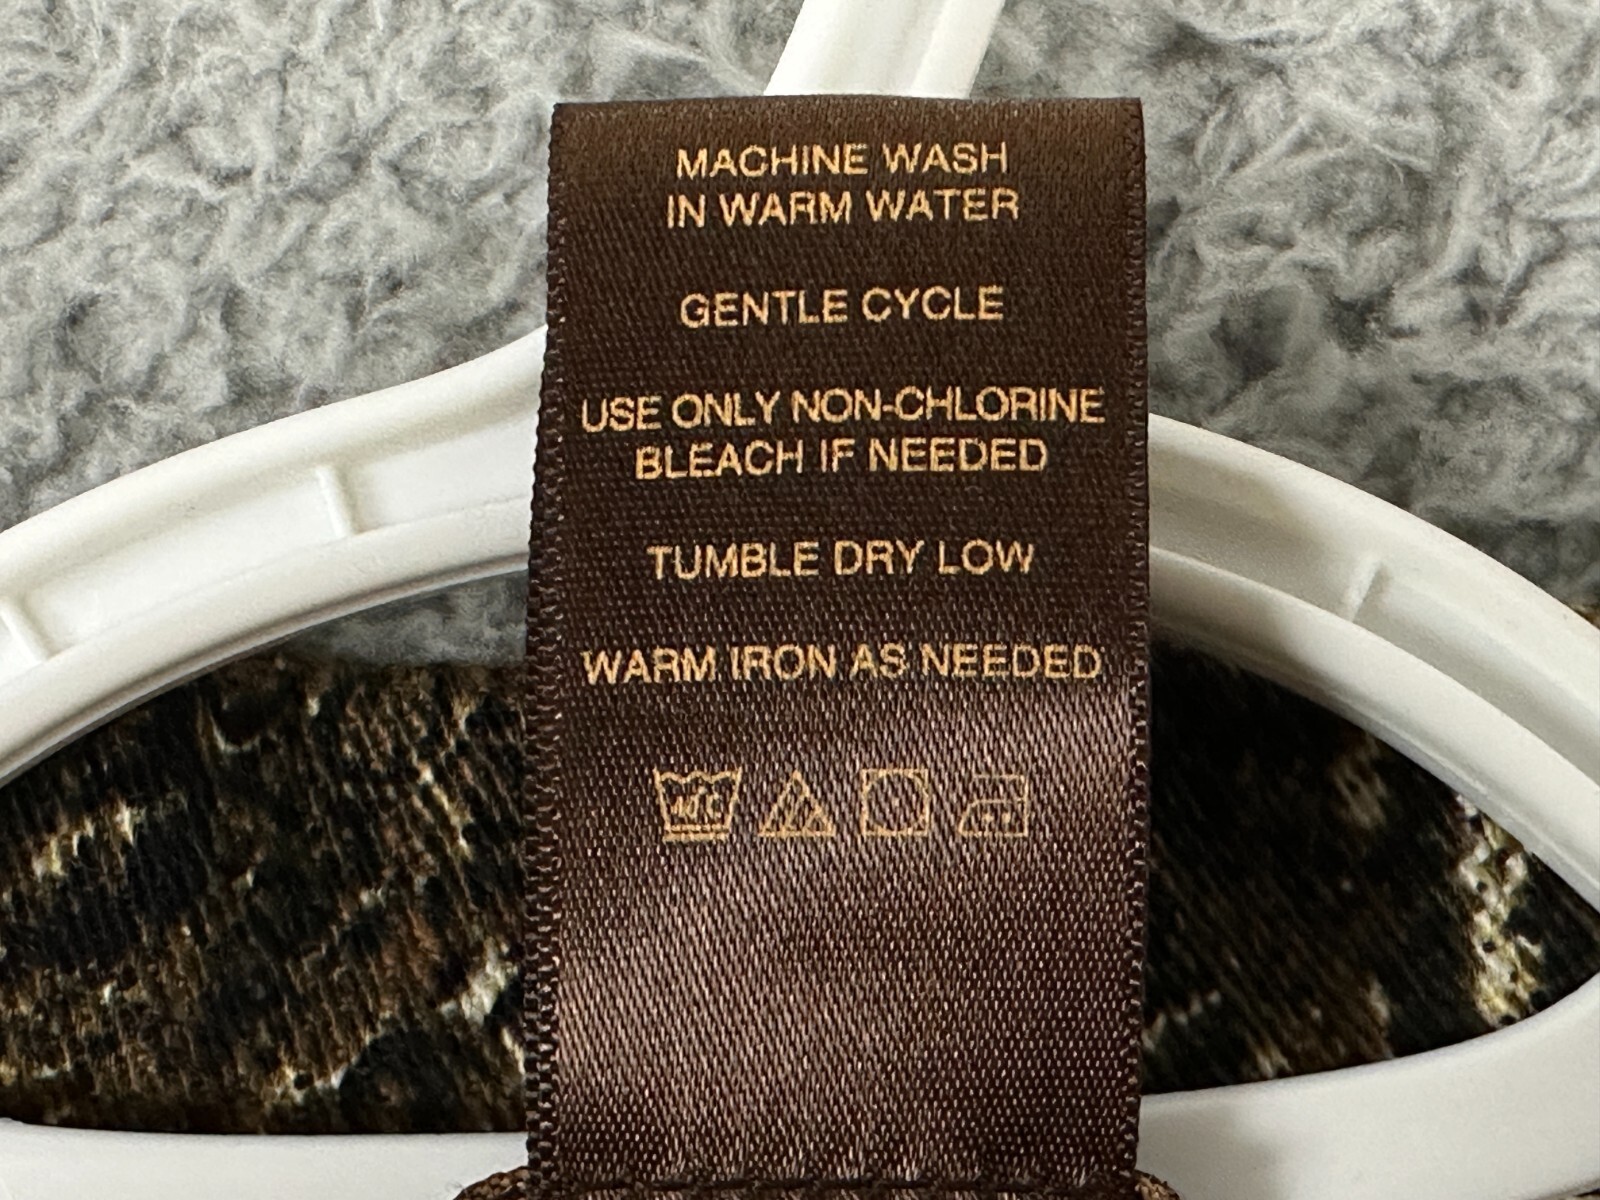 MACHINE WASH
IN WARM WATER
GENTLE CYCLE
USE ONLY NON-CHLORINE
BLEACH IF NEEDED
TUMBLE DRY LOW
WARM IRON AS NEEDED
40°C